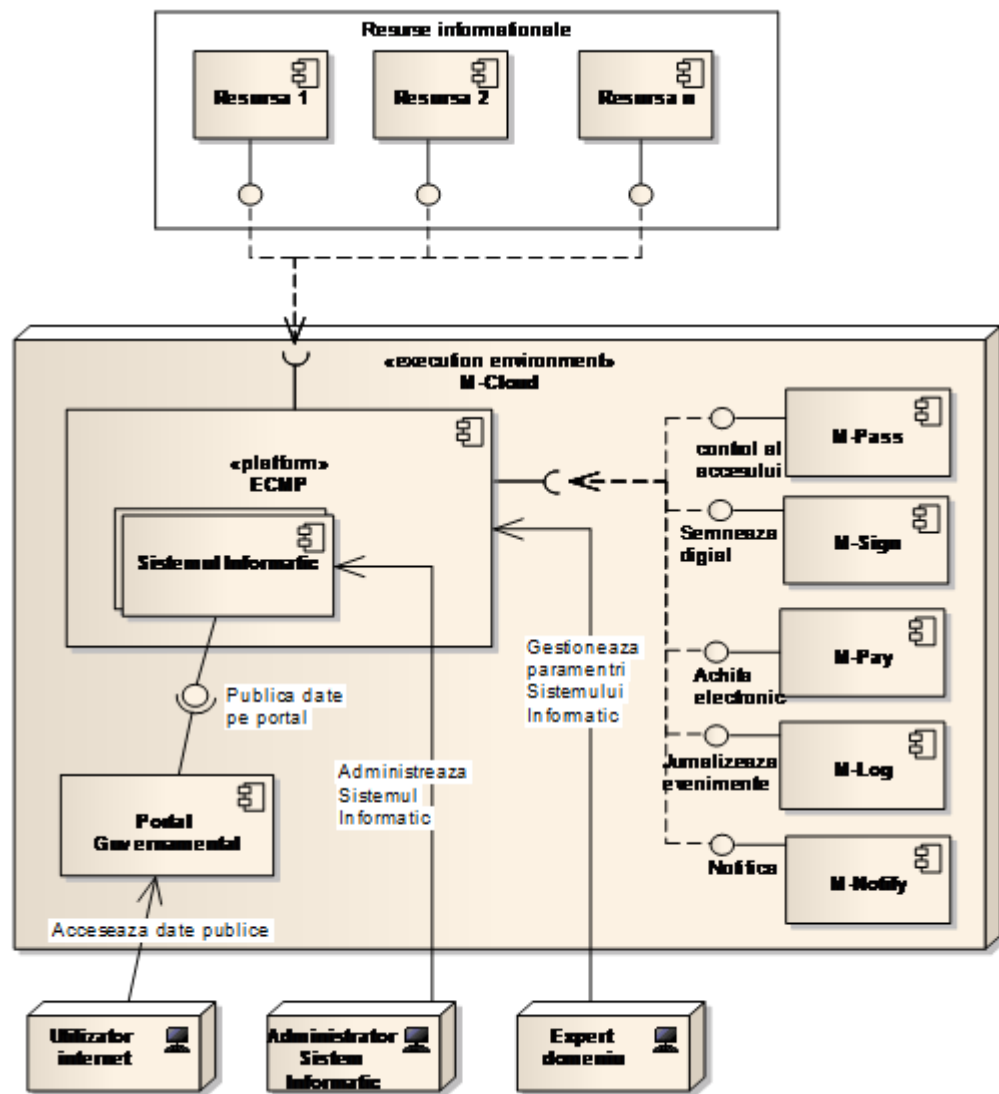 Resurse informationale
Resursa 1
Resursa 2
Resursa n
«execution environment»
M-Cloud
«platform»
ECMP
Sistemul Informatic
M-Pass
control al
accesului
Semneaza
digial
M-Sign
M-Pay
Achita
electronic
Jurnalizeaza
evenimente
M-Log
Notifica
M-Notify
Gestioneaza
paramentri
Sistemului
Informatic
Publica date
pe portal
Administreaza
Sistemul
Informatic
Portal
Guvernamental
Acceseaza date publice
Utilizator
internet
Administrator
Sistem
Informatic
Expert
domeniu